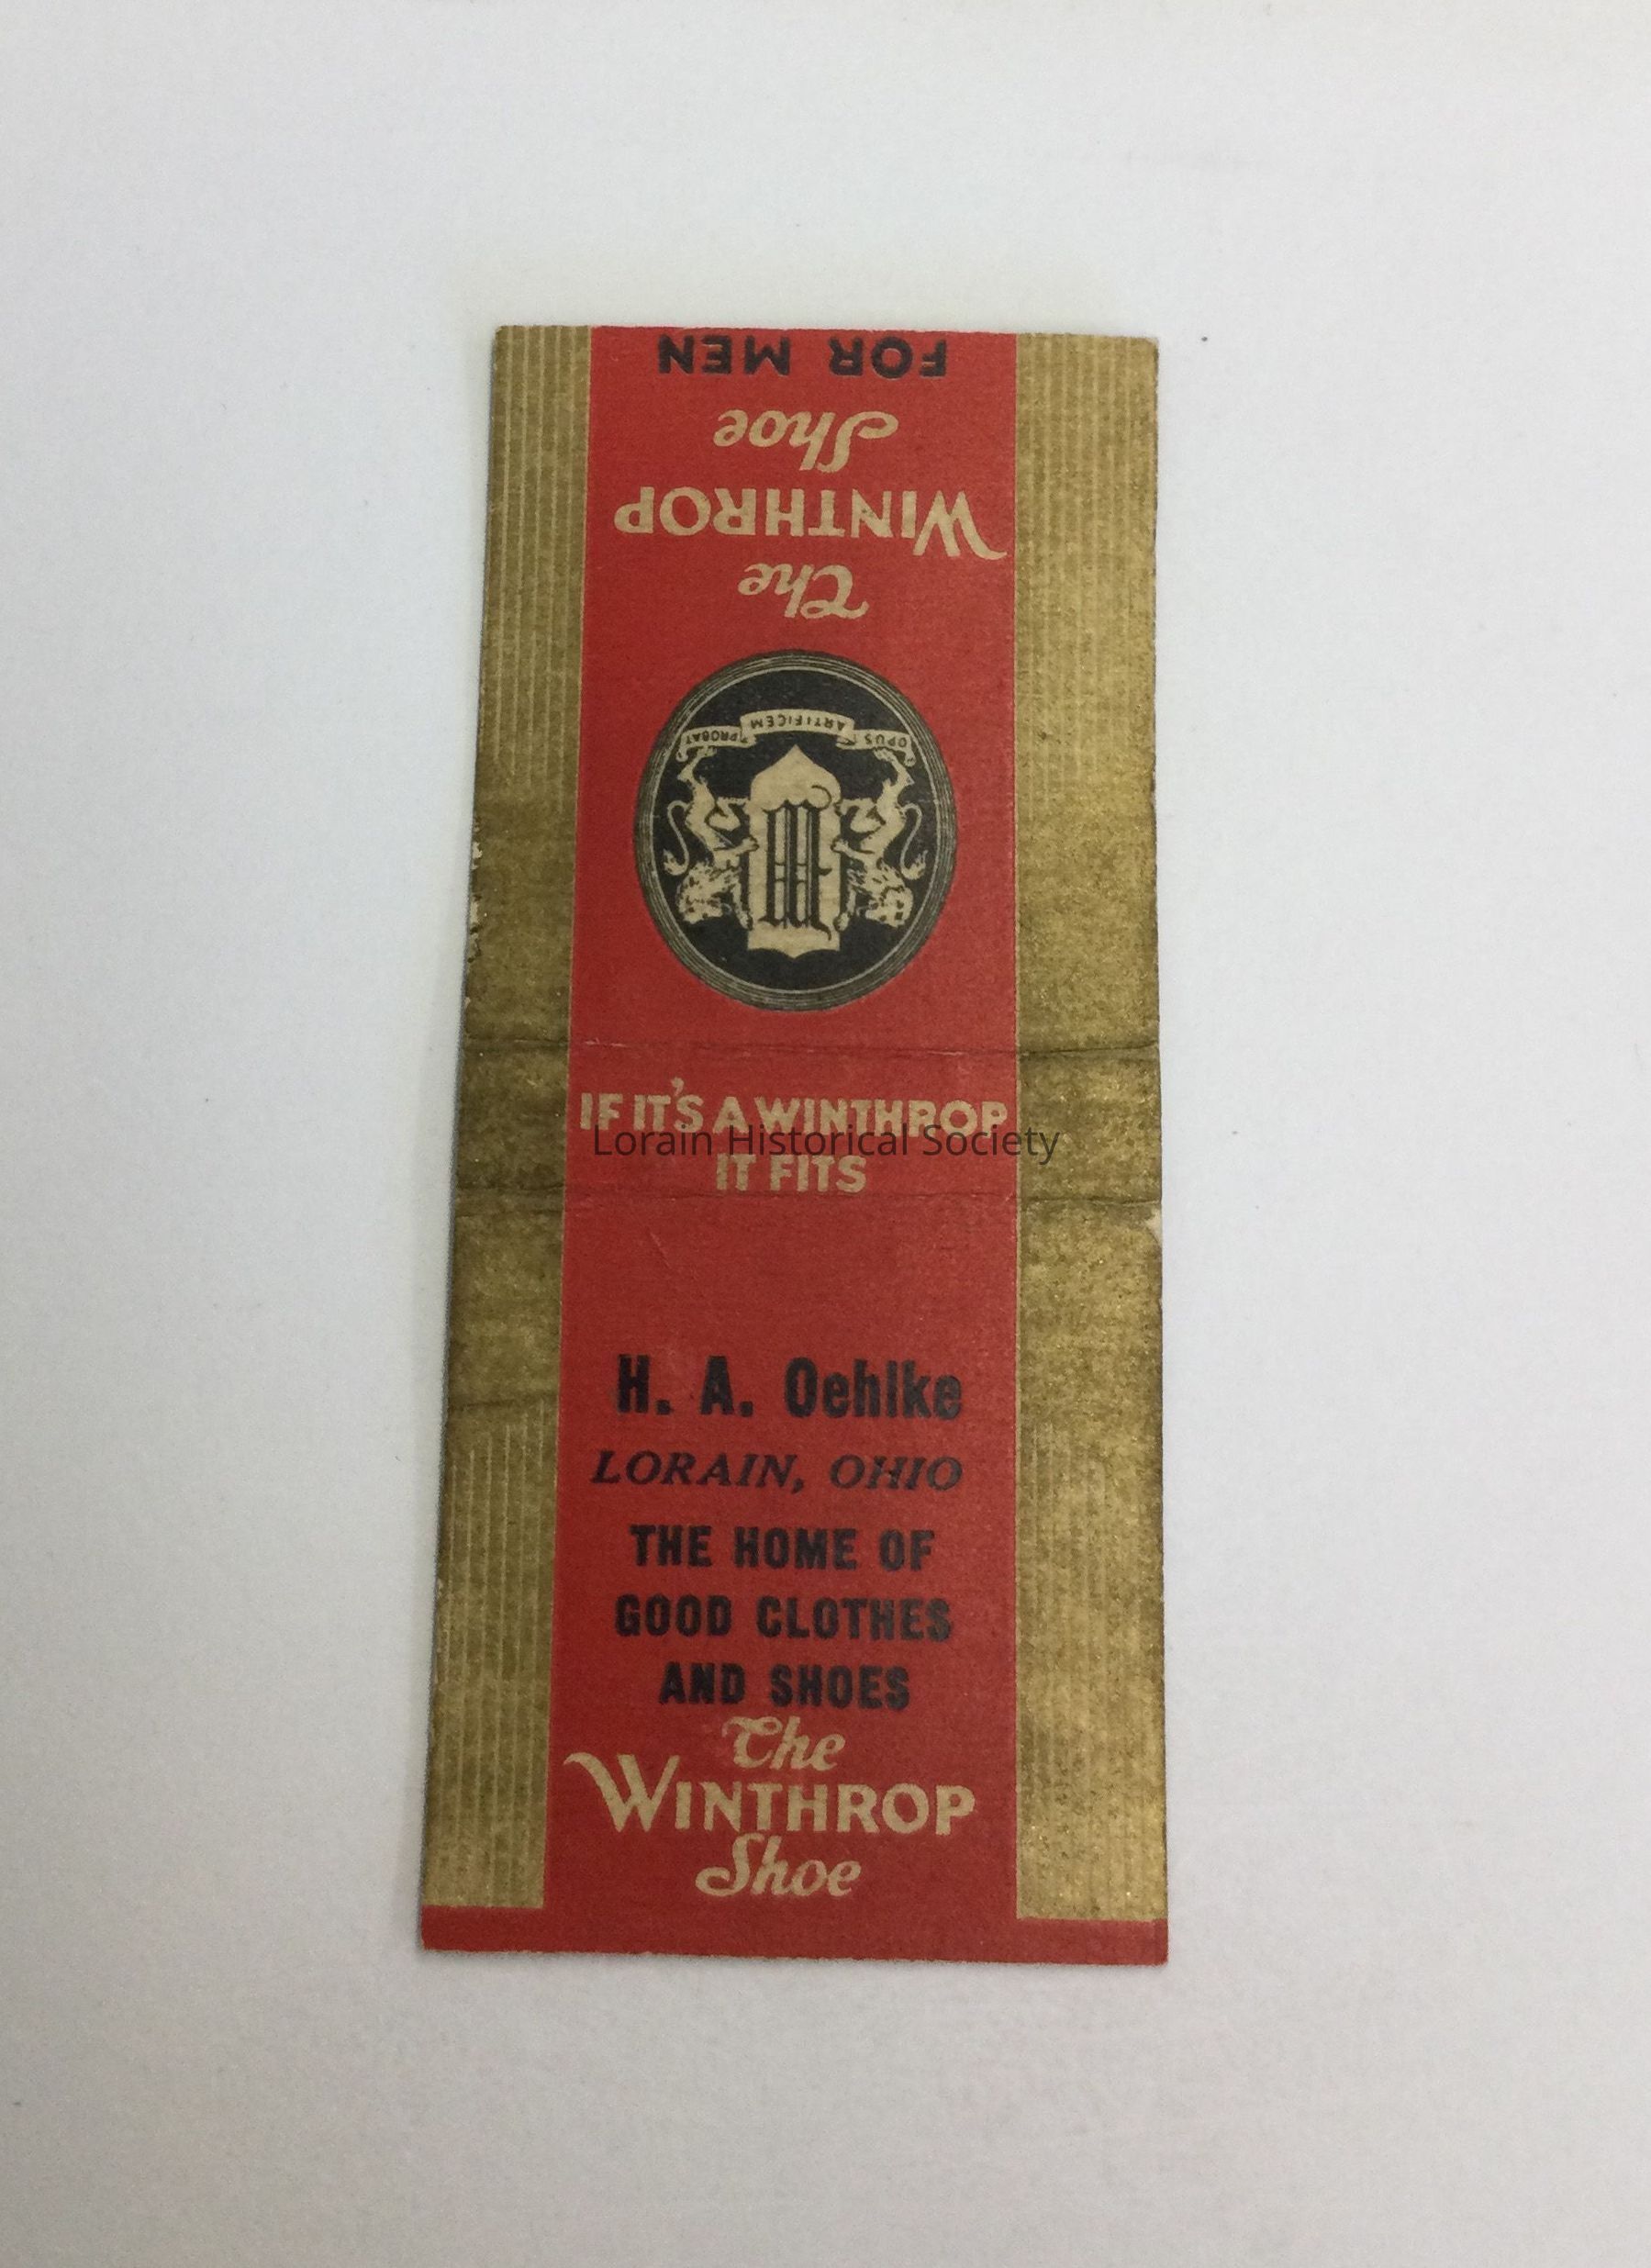 FOR MEN
Shoe
WINTHROP
The
OPUS ARTIFICEM PROBAT
W
IF IT'S A WINTHROP
Lorain Historical Society
IT FITS
H. A. Oehlke
LORAIN, OHIO
THE HOME OF
GOOD CLOTHES
AND SHOES
The
WINTHROP
Shoe